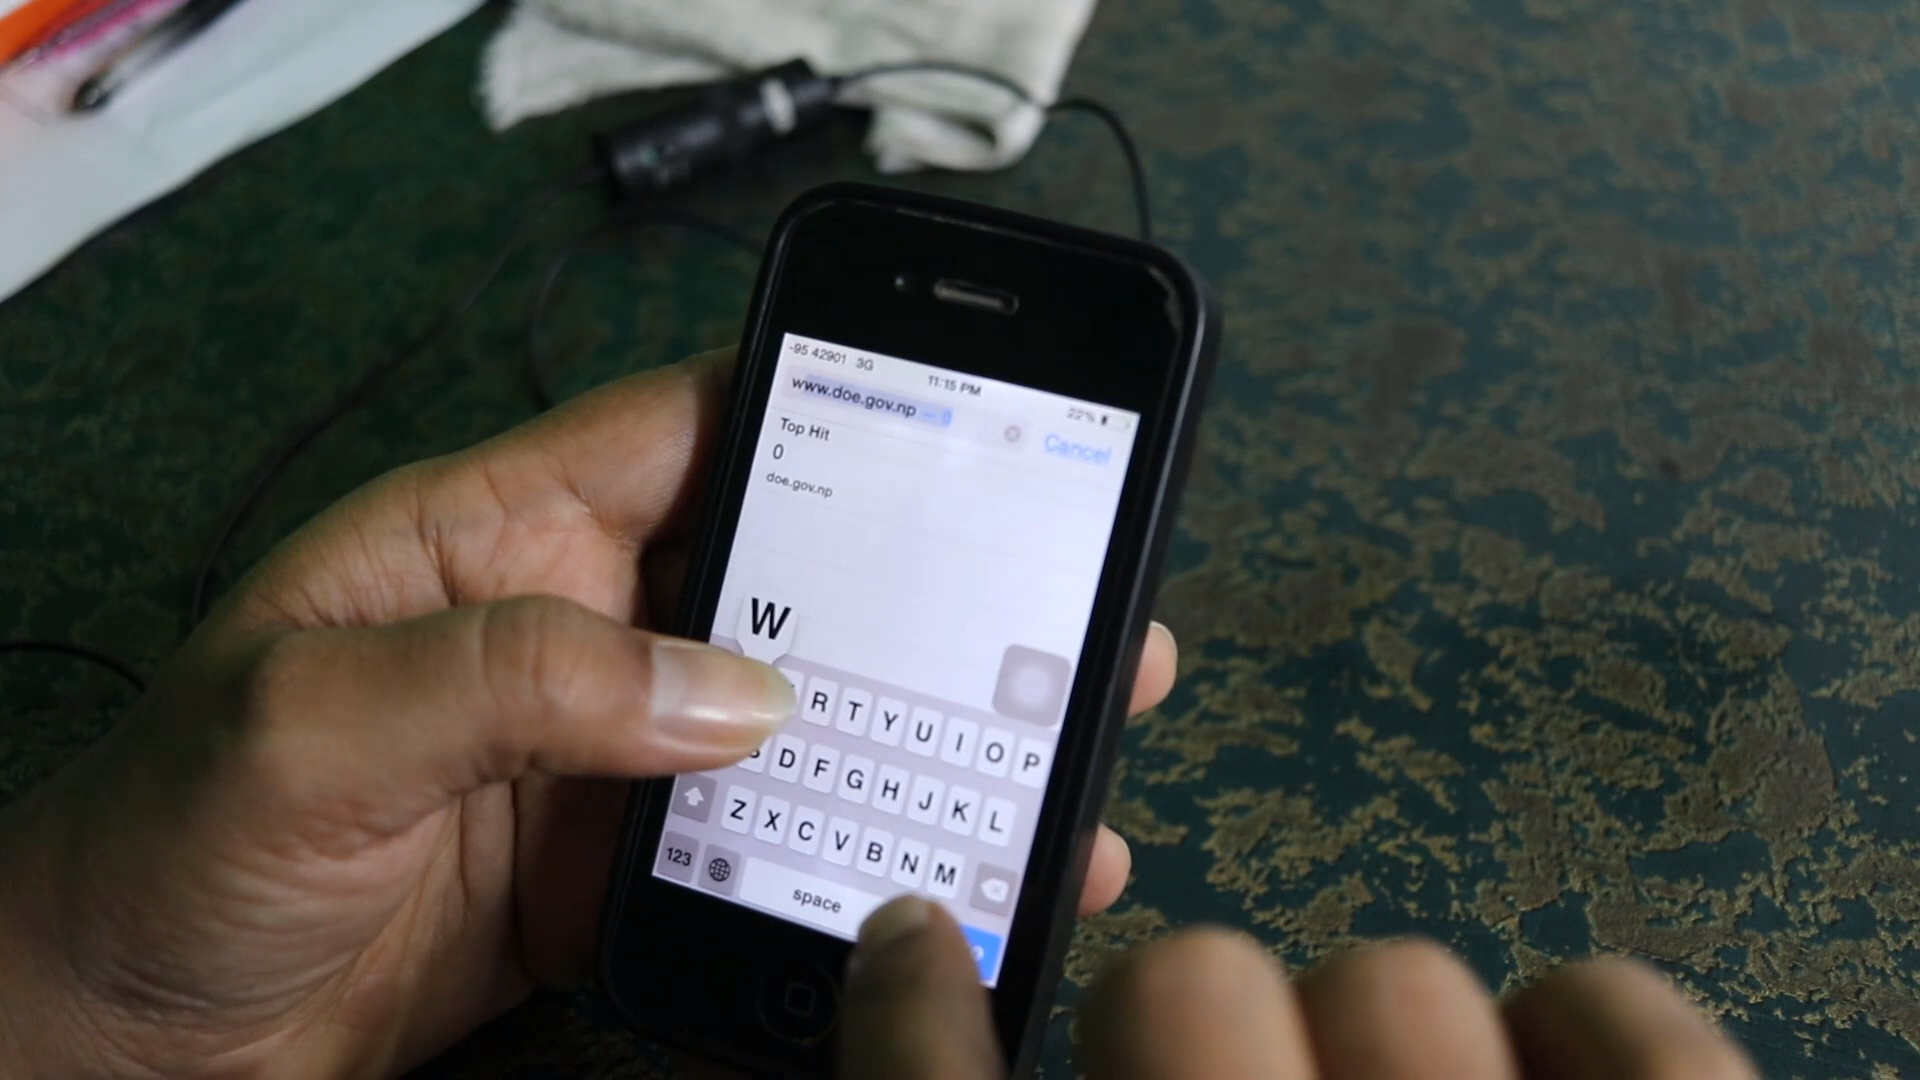 -95 42901 3G 11:15 PM 22%
www.doe.gov.np — 0 Cancel
Top Hit
0
doe.gov.np
W
R T Y U I O P
D F G H J K L
Z X C V B N M
123 space